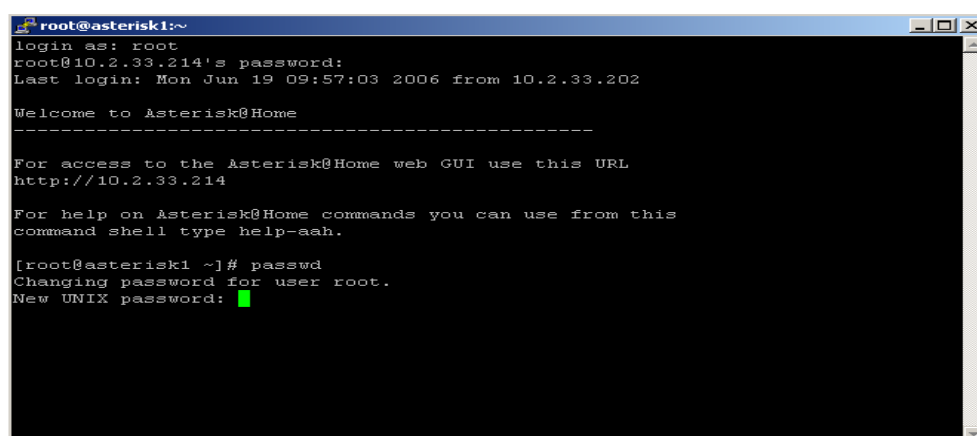 root@asterisk1:~
login as: root
root@10.2.33.214's password:
Last login: Mon Jun 19 09:57:03 2006 from 10.2.33.202
Welcome to Asterisk@Home
----------------------------------------------------
For access to the Asterisk@Home web GUI use this URL
http://10.2.33.214
For help on Asterisk@Home commands you can use from this
command shell type help-aah.
[root@asterisk1 ~]# passwd
Changing password for user root.
New UNIX password: